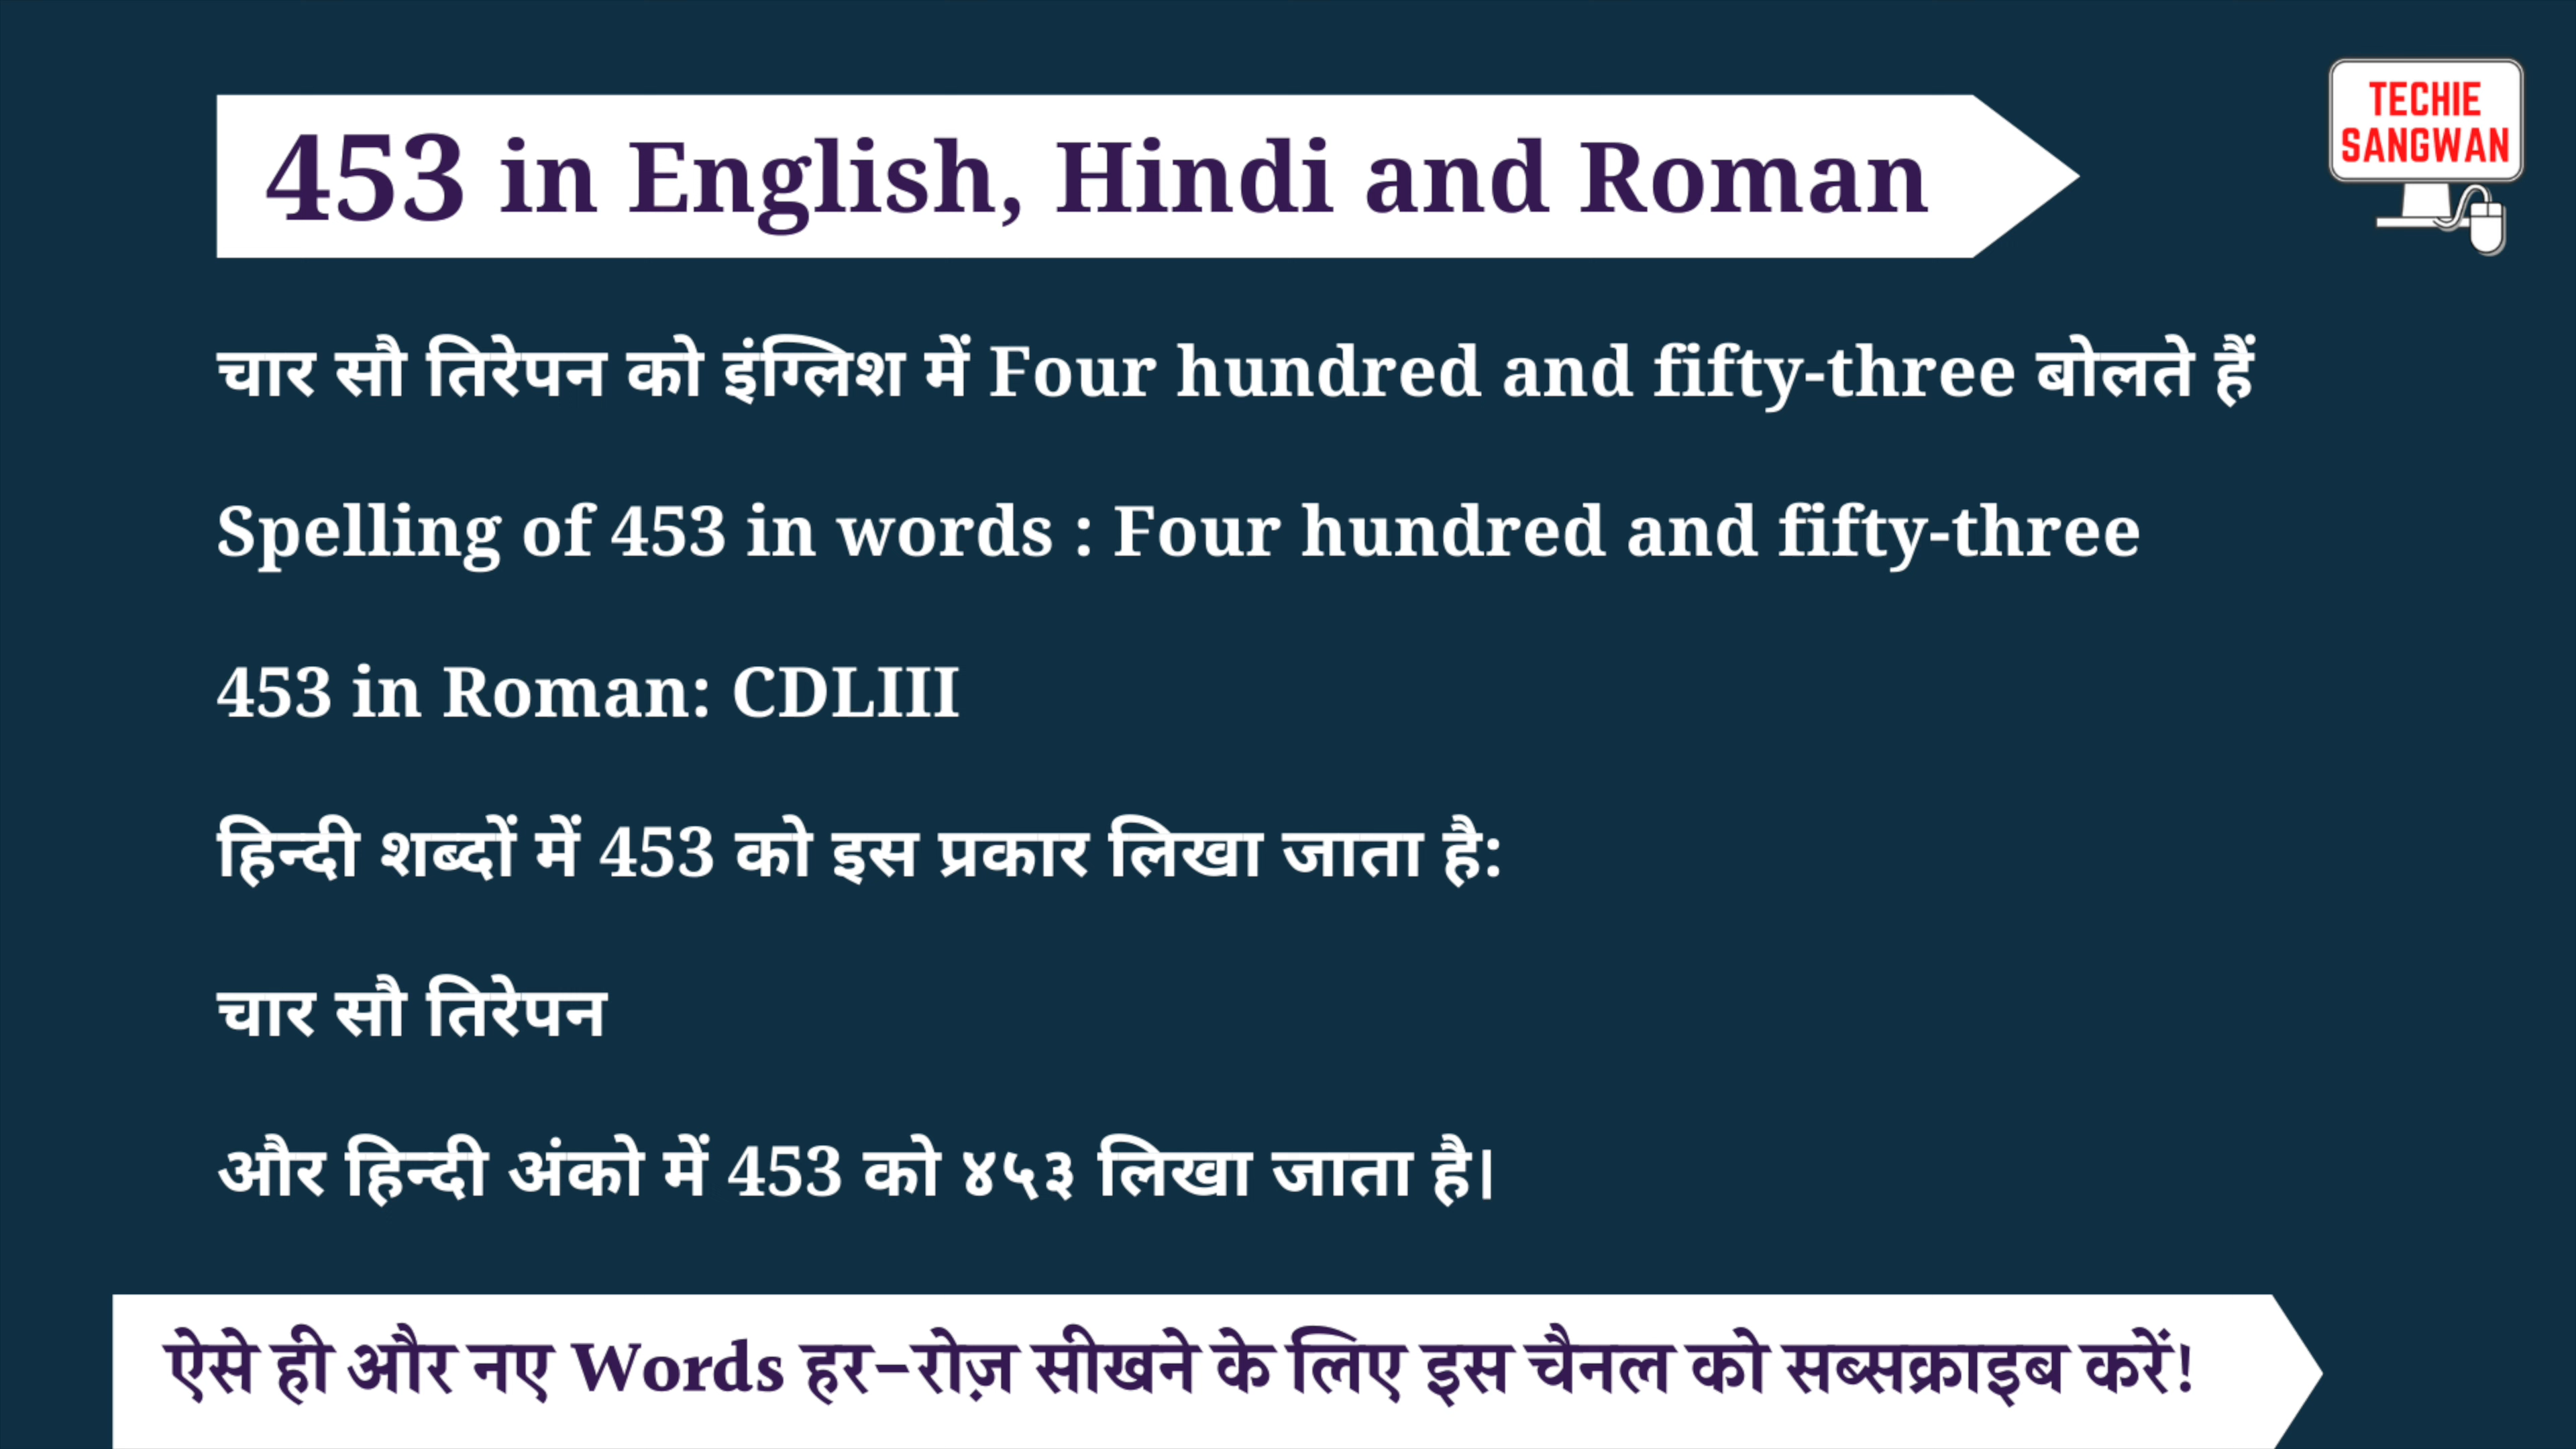 453 in English, Hindi and Roman
TECHIE
SANGWAN
चार सौ तिरेपन को इंग्लिश में Four hundred and fifty-three बोलते हैं
Spelling of 453 in words : Four hundred and fifty-three
453 in Roman: CDLIII
हिन्दी शब्दों में 453 को इस प्रकार लिखा जाता है:
चार सौ तिरेपन
और हिन्दी अंको में 453 को ४५३ लिखा जाता है।
ऐसे ही और नए Words हर-रोज़ सीखने के लिए इस चैनल को सब्सक्राइब करें!